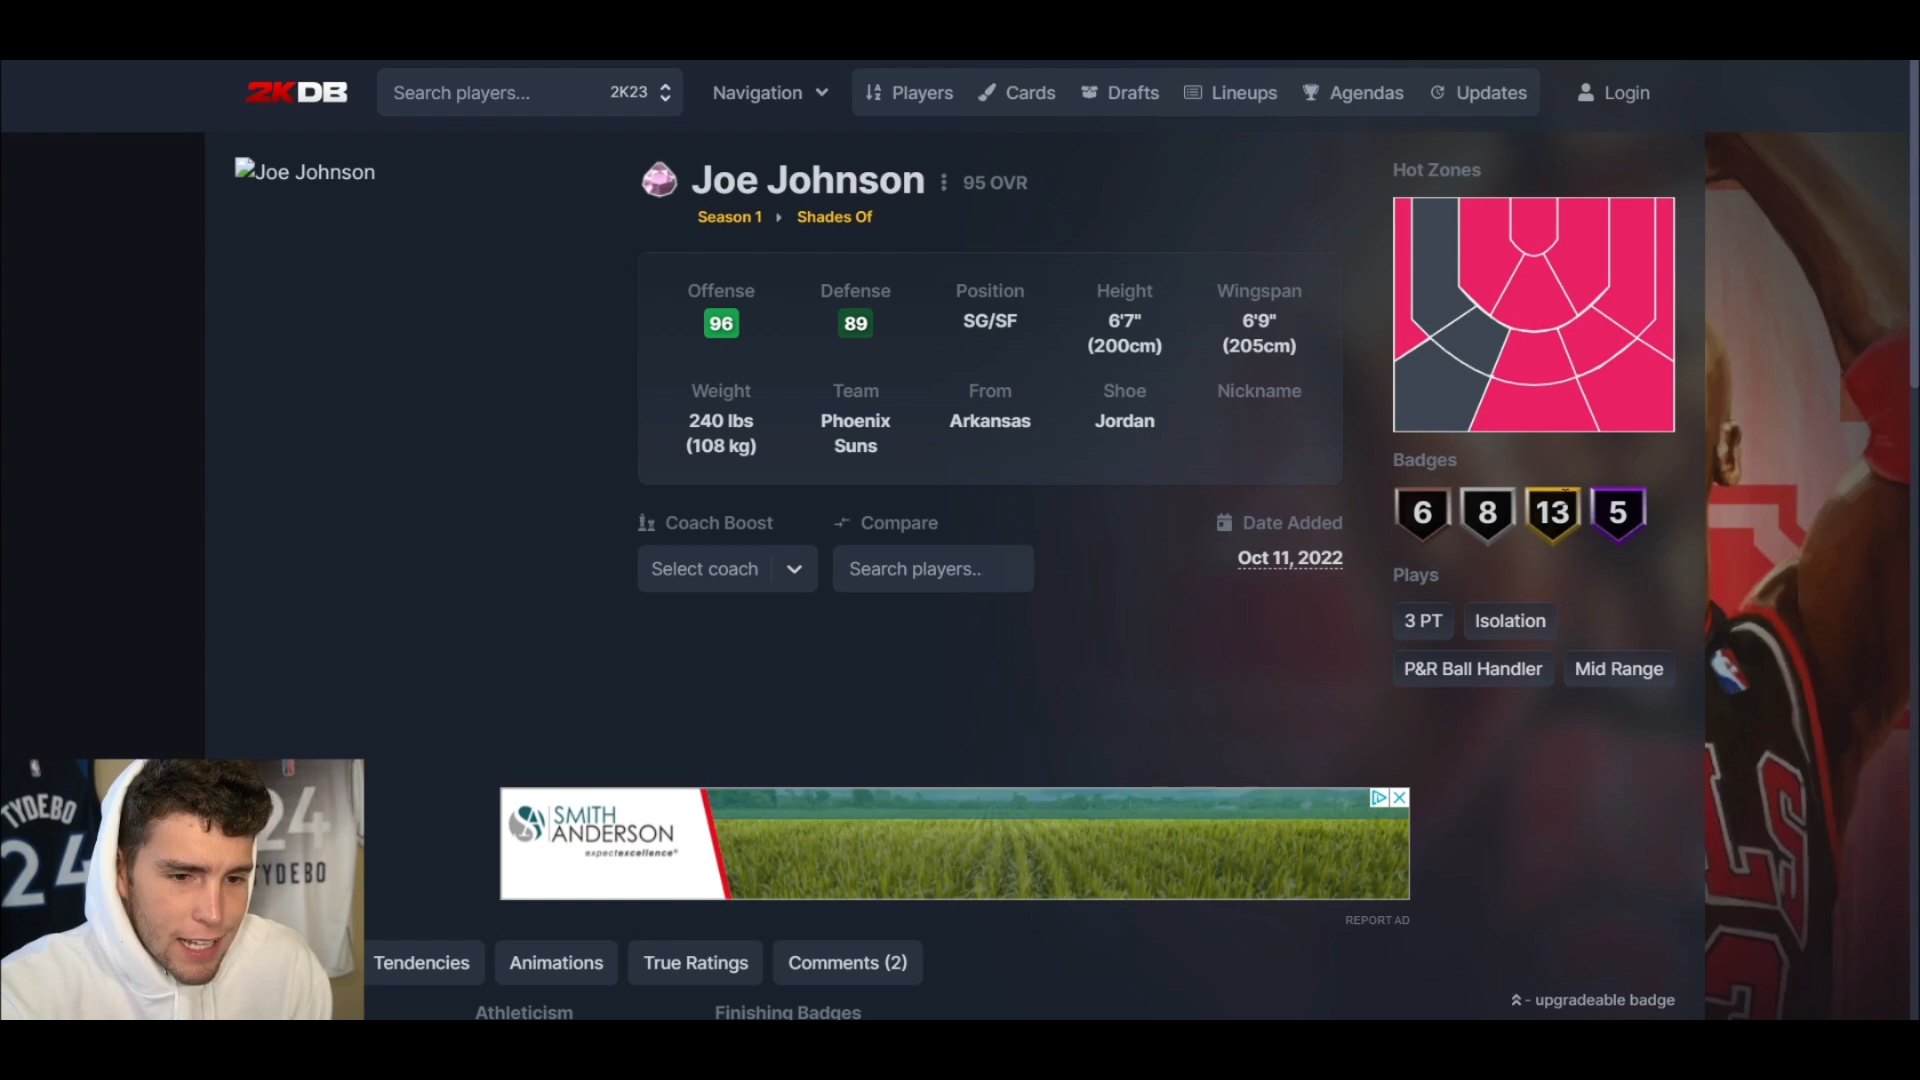 2KDB
Search players...
2K23
Navigation
Players
Cards
Drafts
Lineups
Agendas
Updates
Login
Joe Johnson
Joe Johnson
95 OVR
Season 1
Shades Of
Offense
Defense
Position
Height
Wingspan
96
89
SG/SF
6'7"
(200cm)
6'9"
(205cm)
Weight
Team
From
Shoe
Nickname
240 lbs
(108 kg)
Phoenix
Suns
Arkansas
Jordan
Coach Boost
Compare
Date Added
Select coach
Search players..
Oct 11, 2022
Hot Zones
Badges
6
8
13
5
Plays
3 PT
Isolation
P&R Ball Handler
Mid Range
SMITH
ANDERSON
expectexcellence®
REPORT AD
TYDEBO
24
24
TYDEBO
Tendencies
Animations
True Ratings
Comments (2)
Athleticism
Finishing Badges
- upgradeable badge